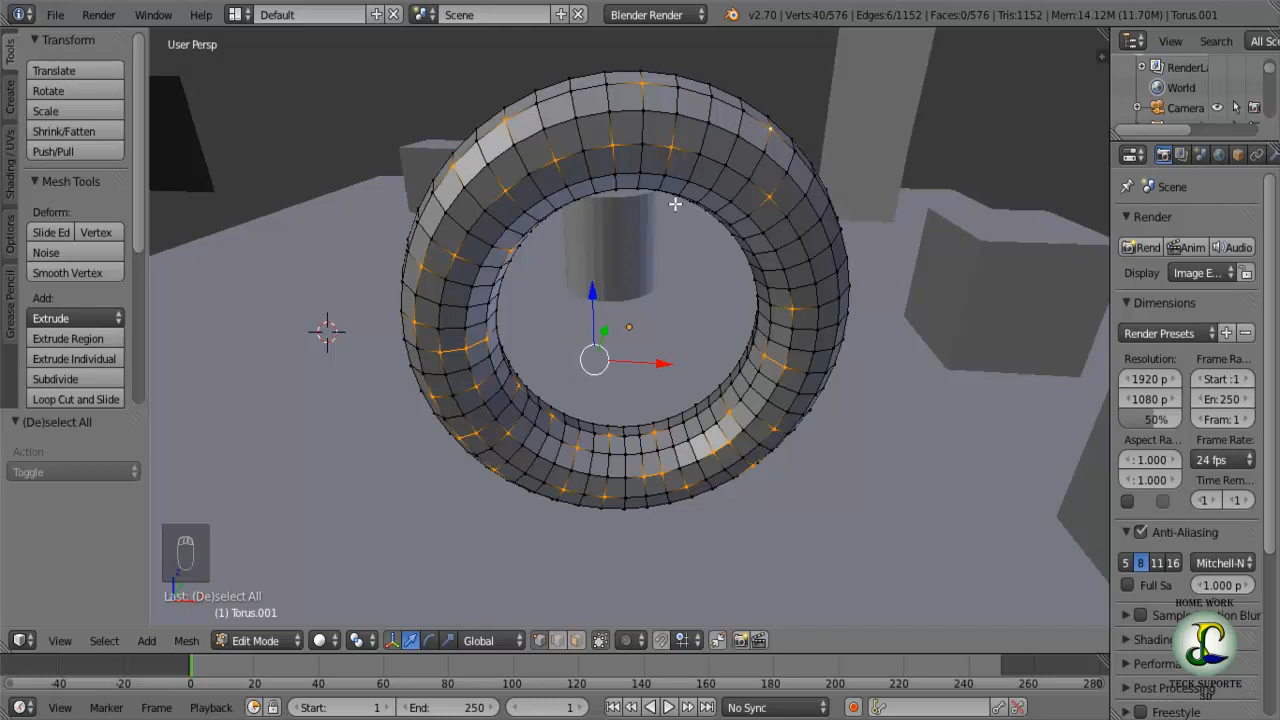 File Render Window Help Default Scene Blender Render v2.70 | Verts:40/576 | Edges:6/1152 | Faces:0/576 | Tris:1152 | Mem:14.12M (11.70M) | Torus.001
Tools
Create
Shading / UVs
Options
Grease Pencil
Transform
Translate
Rotate
Scale
Shrink/Fatten
Push/Pull
Mesh Tools
Deform:
Slide Ed Vertex
Noise
Smooth Vertex
Add:
Extrude
Extrude Region
Extrude Individual
Subdivide
Loop Cut and Slide
(De)select All
Action
Toggle
User Persp
Last: (De)select All
(1) Torus.001
View Select Add Mesh Edit Mode Global
-40 -20 0 20 40 60 80 100 120 140 160 180 200 220 240 260 280
View Marker Frame Playback Start: 1 End: 250 1 No Sync
View Search All Sc
RenderLa
World
Camera
Scene
Render
Rend Anim Audio
Display Image E...
Dimensions
Render Presets
Resolution: Frame Ra...
1920 p Start :1
1080 p En: 250
50% Fram: 1
Aspect Ra... Frame Rate:
: 1.000 24 fps
: 1.000 Time Rem...
1 1
Anti-Aliasing
5 8 11 16 Mitchell-N
Full Sa 1.000 p
HOME WORK
Sampled Motion Blur
Shading
Performa
Post Processing
TECK SUPORTE
3D
Freestyle